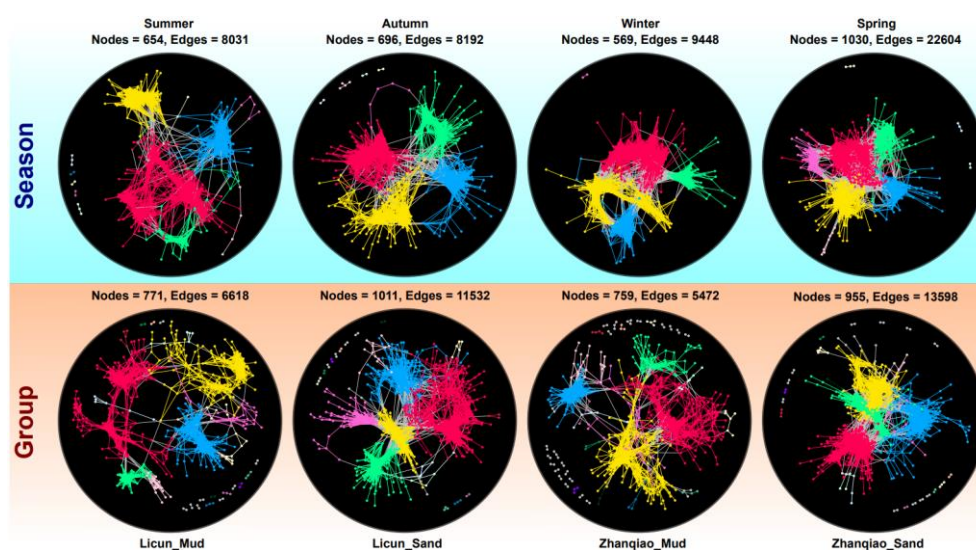 Summer
Nodes = 654, Edges = 8031
Autumn
Nodes = 696, Edges = 8192
Winter
Nodes = 569, Edges = 9448
Spring
Nodes = 1030, Edges = 22604
Season
Nodes = 771, Edges = 6618
Nodes = 1011, Edges = 11532
Nodes = 759, Edges = 5472
Nodes = 955, Edges = 13598
Group
Licun_Mud
Licun_Sand
Zhanqiao_Mud
Zhanqiao_Sand